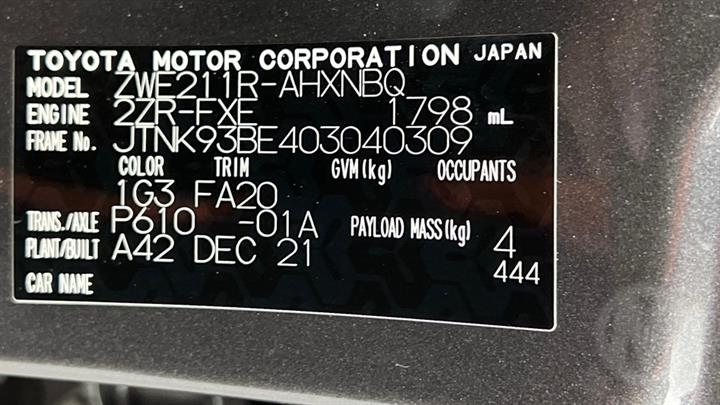 TOYOTA MOTOR CORPORATION JAPAN
MODEL ZWE211R-AHXNBQ
ENGINE 2ZR-FXE 1798 mL
FRAME No. JTNK93BE403040309
COLOR TRIM GVM(kg) OCCUPANTS
1G3 FA20
TRANS./AXLE P610 -01A PAYLOAD MASS(kg) 4
PLANT/BUILT A42 DEC 21 444
CAR NAME